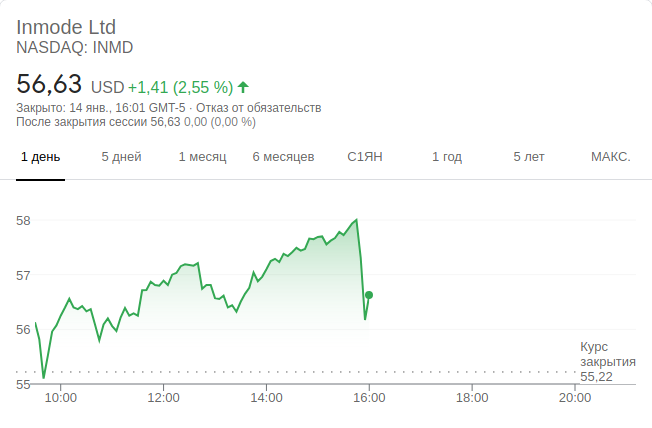 Inmode Ltd
NASDAQ: INMD
56,63 USD +1,41 (2,55 %)
Закрыто: 14 янв., 16:01 GMT-5 · Отказ от обязательств
После закрытия сессии 56,63 0,00 (0,00 %)
1 день 5 дней 1 месяц 6 месяцев С1ЯН 1 год 5 лет МАКС.
58
57
56
55
Курс
закрытия
55,22
10:00 12:00 14:00 16:00 18:00 20:00